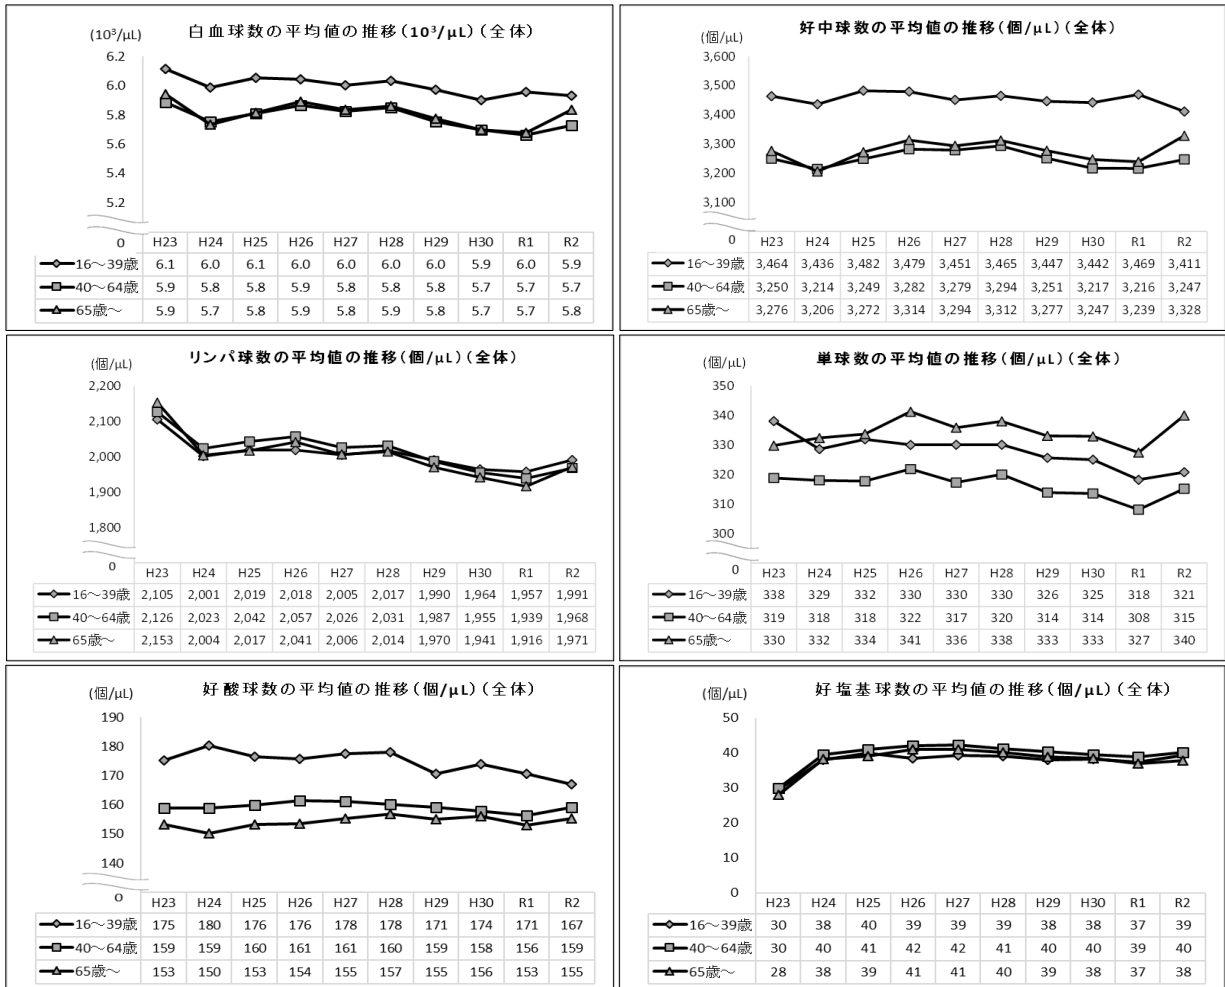 白血球数の平均値の推移(10³/μL)(全体)
(10³/μL)
6.2
6.0
5.8
5.6
5.4
5.2
0
H23 H24 H25 H26 H27 H28 H29 H30 R1 R2
16～39歳 6.1 6.0 6.1 6.0 6.0 6.0 6.0 5.9 6.0 5.9
40～64歳 5.9 5.8 5.8 5.9 5.8 5.8 5.8 5.7 5.7 5.7
65歳～ 5.9 5.7 5.8 5.9 5.9 5.8 5.8 5.7 5.7 5.8
好中球数の平均値の推移(個/μL)(全体)
(個/μL)
3,600
3,500
3,400
3,300
3,200
3,100
0
H23 H24 H25 H26 H27 H28 H29 H30 R1 R2
16～39歳 3,464 3,436 3,482 3,479 3,451 3,465 3,447 3,442 3,469 3,411
40～64歳 3,250 3,214 3,249 3,282 3,279 3,294 3,251 3,217 3,216 3,247
65歳～ 3,276 3,206 3,272 3,314 3,294 3,312 3,277 3,247 3,239 3,328
リンパ球数の平均値の推移(個/μL)(全体)
(個/μL)
2,200
2,100
2,000
1,900
1,800
0
H23 H24 H25 H26 H27 H28 H29 H30 R1 R2
16～39歳 2,105 2,001 2,019 2,018 2,005 2,017 1,990 1,964 1,957 1,991
40～64歳 2,126 2,023 2,042 2,057 2,026 2,031 1,987 1,955 1,939 1,968
65歳～ 2,153 2,004 2,017 2,041 2,006 2,014 1,970 1,941 1,916 1,971
単球数の平均値の推移(個/μL)(全体)
(個/μL)
350
340
330
320
310
300
0
H23 H24 H25 H26 H27 H28 H29 H30 R1 R2
16～39歳 338 329 332 330 330 330 326 325 318 321
40～64歳 319 318 318 322 317 320 314 314 308 315
65歳～ 330 332 334 341 336 338 333 333 327 340
好酸球数の平均値の推移(個/μL)(全体)
(個/μL)
190
180
170
160
150
140
0
H23 H24 H25 H26 H27 H28 H29 H30 R1 R2
16～39歳 175 180 176 176 178 178 171 174 171 167
40～64歳 159 159 160 161 161 160 159 158 156 159
65歳～ 153 150 153 154 155 157 155 156 153 155
好塩基球数の平均値の推移(個/μL)(全体)
(個/μL)
50
40
30
20
10
0
H23 H24 H25 H26 H27 H28 H29 H30 R1 R2
16～39歳 30 38 40 39 39 39 38 38 37 39
40～64歳 30 40 41 42 42 41 40 40 39 40
65歳～ 28 38 39 41 41 40 39 38 37 38